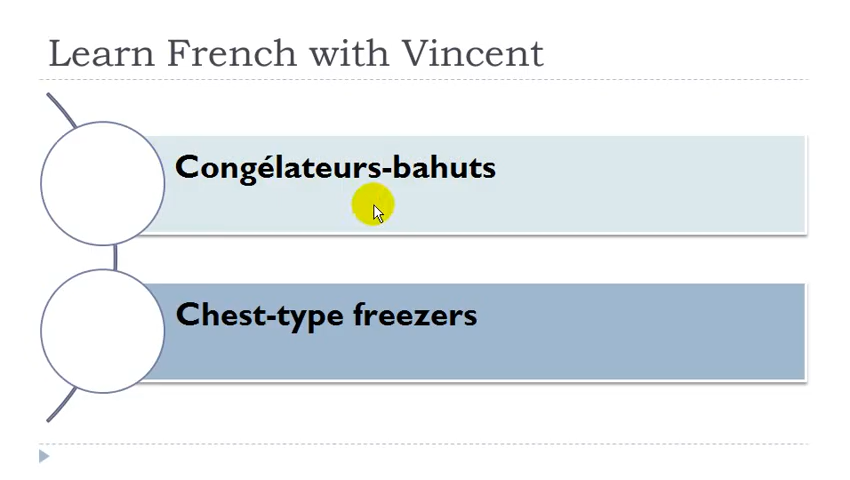 Learn French with Vincent
Congélateurs-bahuts
Chest-type freezers